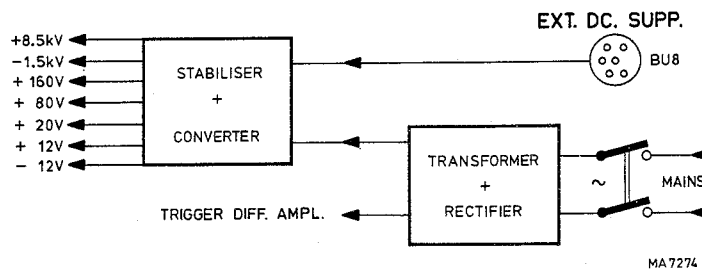 EXT. DC. SUPP.
BU8
+8.5kV
-1.5kV
+ 160V
+ 80V
+ 20V
+ 12V
- 12V
STABILISER
+
CONVERTER
TRANSFORMER
+
RECTIFIER
~
MAINS
TRIGGER DIFF. AMPL.
MA7274